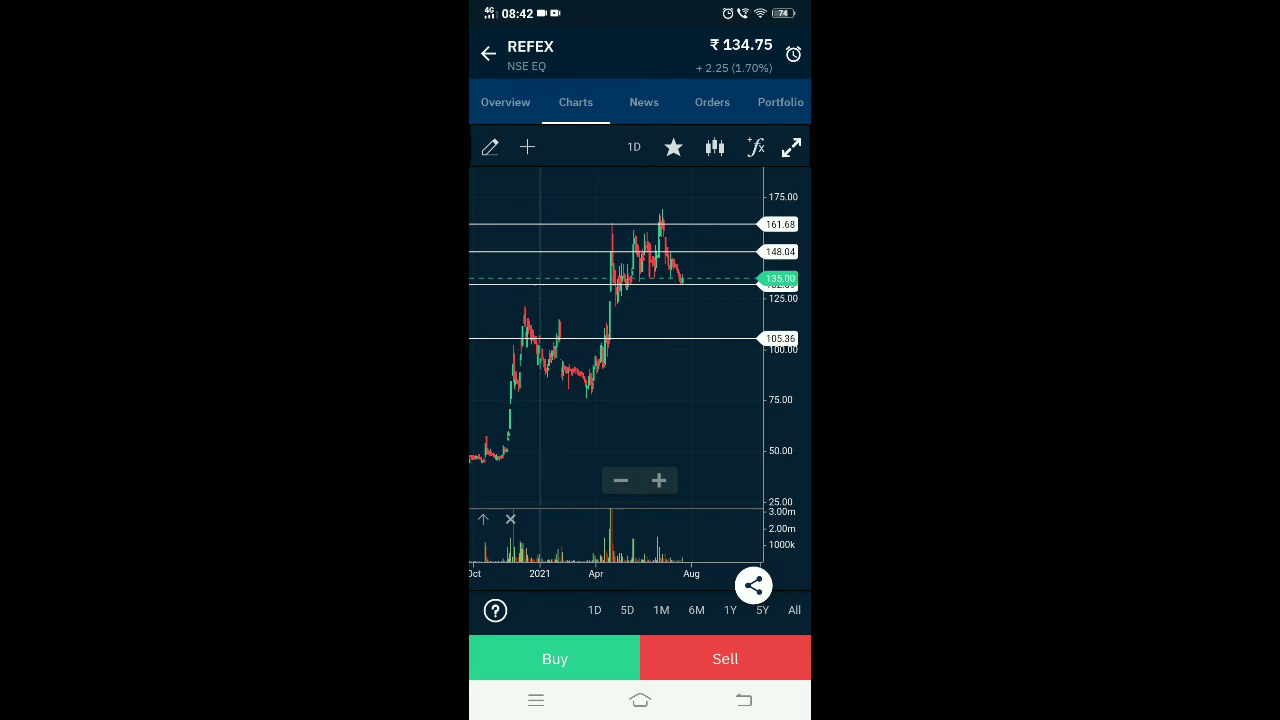 4G 08:42 74
REFEX ₹ 134.75
NSE EQ + 2.25 (1.70%)
Overview Charts News Orders Portfolio
1D +fx
175.00
161.68
148.04
135.00
125.00
105.36
100.00
75.00
50.00
25.00
3.00m
2.00m
1000k
Oct 2021 Apr Aug
? 1D 5D 1M 6M 1Y 5Y All
Buy Sell